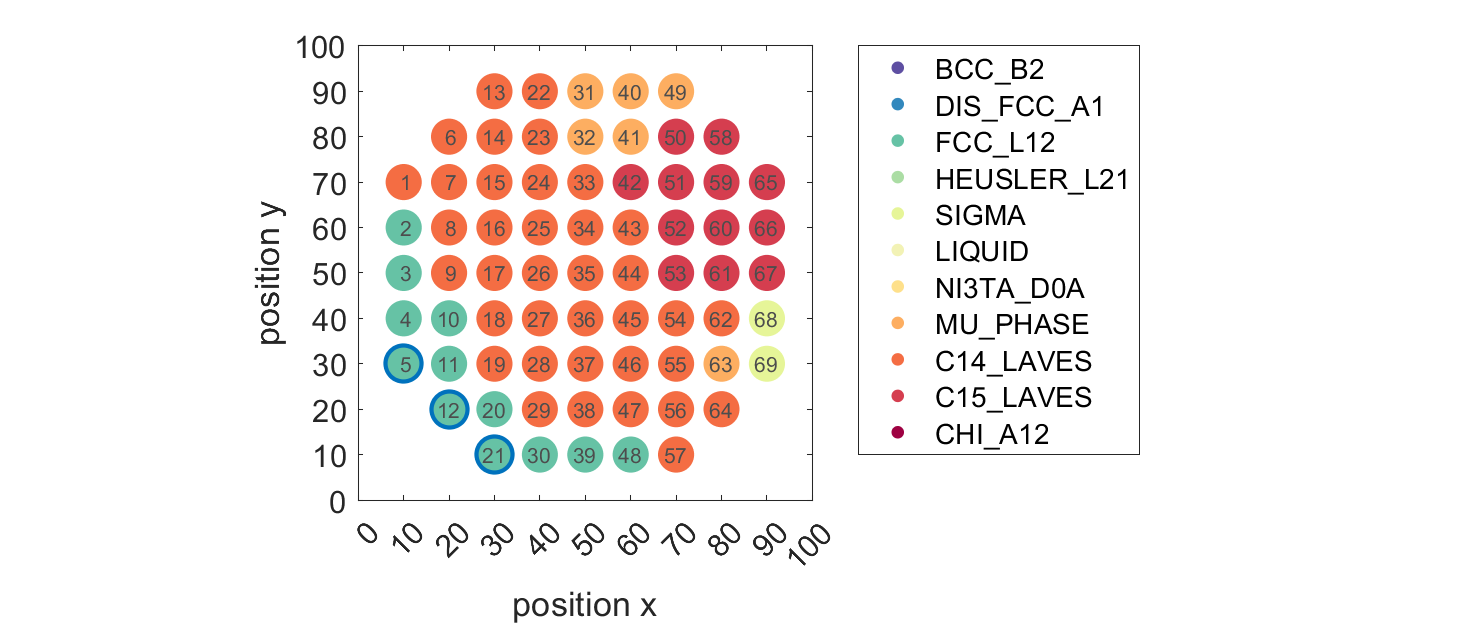 100
90
80
70
60
50
40
30
20
10
0
position y
13 22 31 40 49
6 14 23 32 41 50 58
1 7 15 24 33 42 51 59 65
2 8 16 25 34 43 52 60 66
3 9 17 26 35 44 53 61 67
4 10 18 27 36 45 54 62 68
5 11 19 28 37 46 55 63 69
12 20 29 38 47 56 64
21 30 39 48 57
0 10 20 30 40 50 60 70 80 90 100
position x
BCC_B2
DIS_FCC_A1
FCC_L12
HEUSLER_L21
SIGMA
LIQUID
NI3TA_D0A
MU_PHASE
C14_LAVES
C15_LAVES
CHI_A12